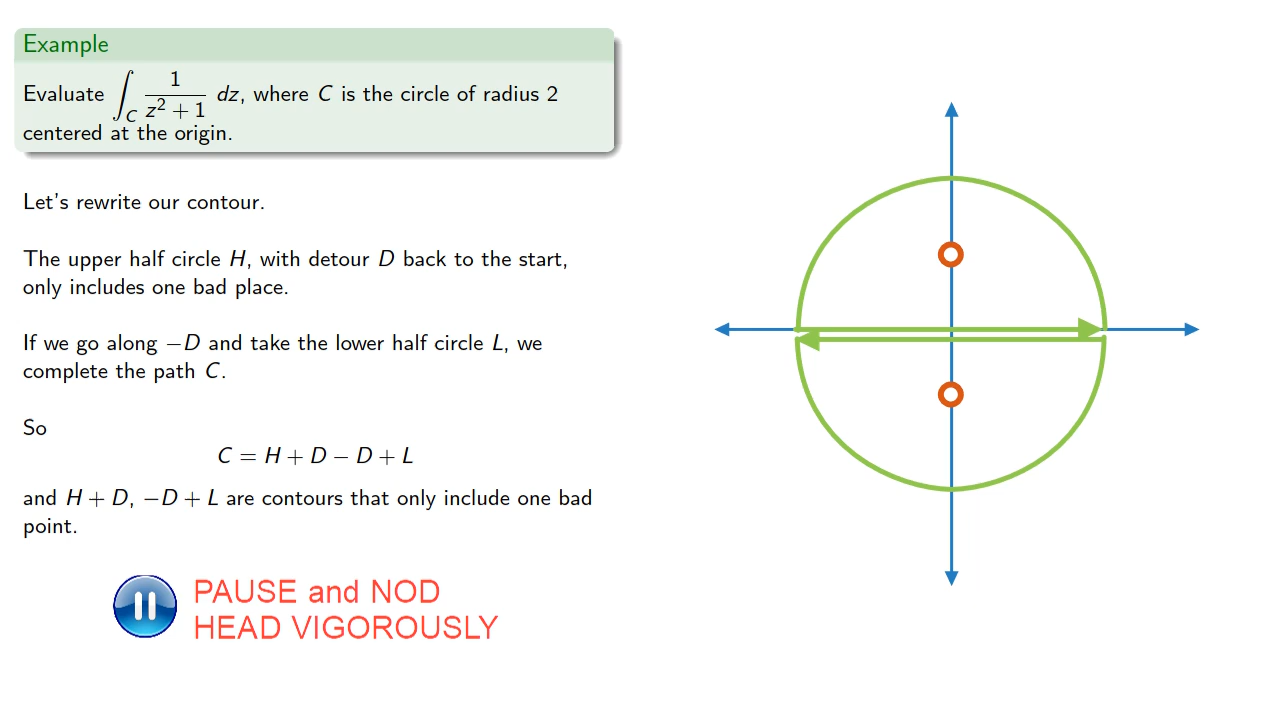 Example
Evaluate ∫_C 1/(z² + 1) dz, where C is the circle of radius 2
centered at the origin.
Let's rewrite our contour.
The upper half circle H, with detour D back to the start,
only includes one bad place.
If we go along −D and take the lower half circle L, we
complete the path C.
So
C = H + D − D + L
and H + D, −D + L are contours that only include one bad
point.
PAUSE and NOD
HEAD VIGOROUSLY